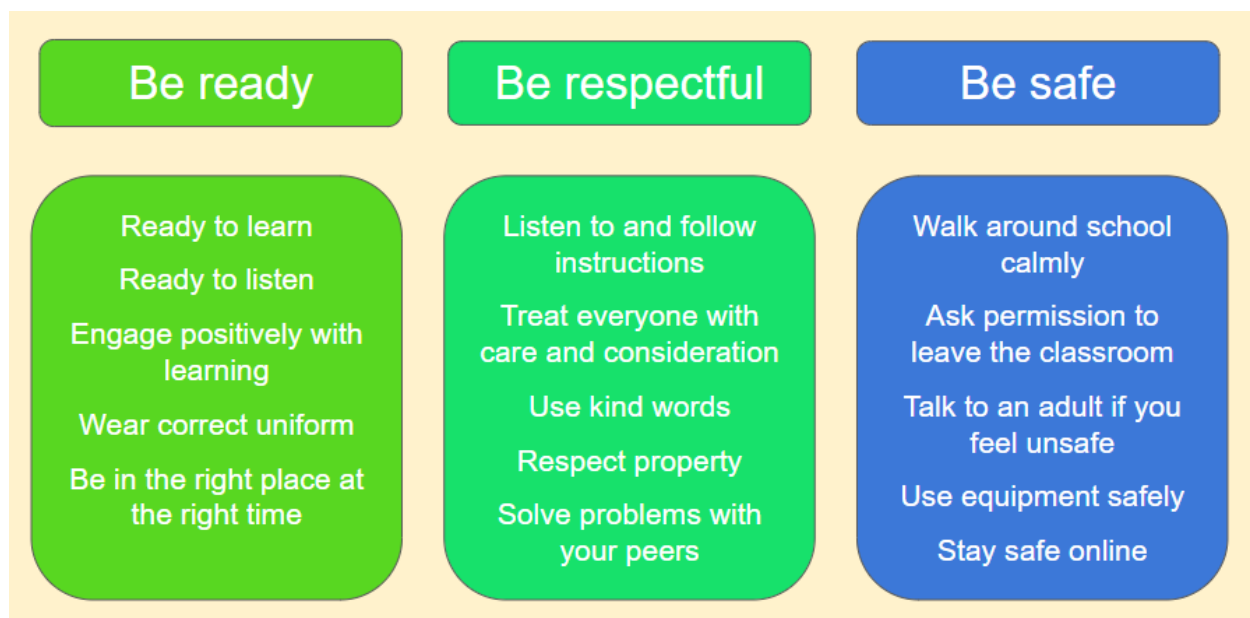 Be ready
Be respectful
Be safe
Ready to learn
Ready to listen
Engage positively with
learning
Wear correct uniform
Be in the right place at
the right time
Listen to and follow
instructions
Treat everyone with
care and consideration
Use kind words
Respect property
Solve problems with
your peers
Walk around school
calmly
Ask permission to
leave the classroom
Talk to an adult if you
feel unsafe
Use equipment safely
Stay safe online